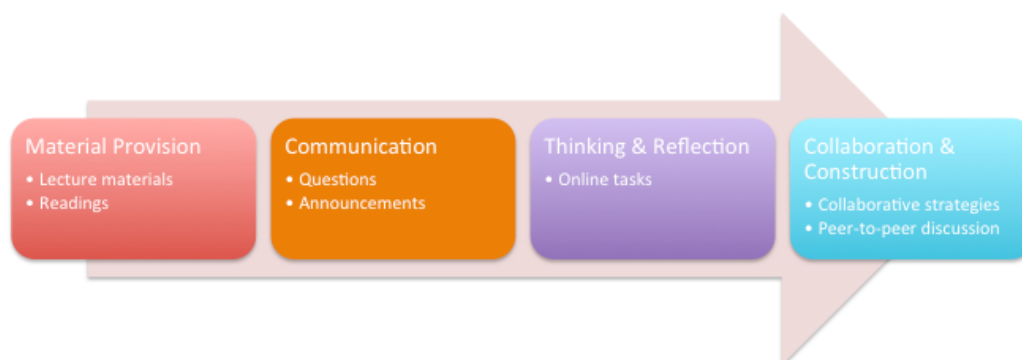 Material Provision
• Lecture materials
• Readings
Communication
• Questions
• Announcements
Thinking & Reflection
• Online tasks
Collaboration &
Construction
• Collaborative strategies
• Peer-to-peer discussion